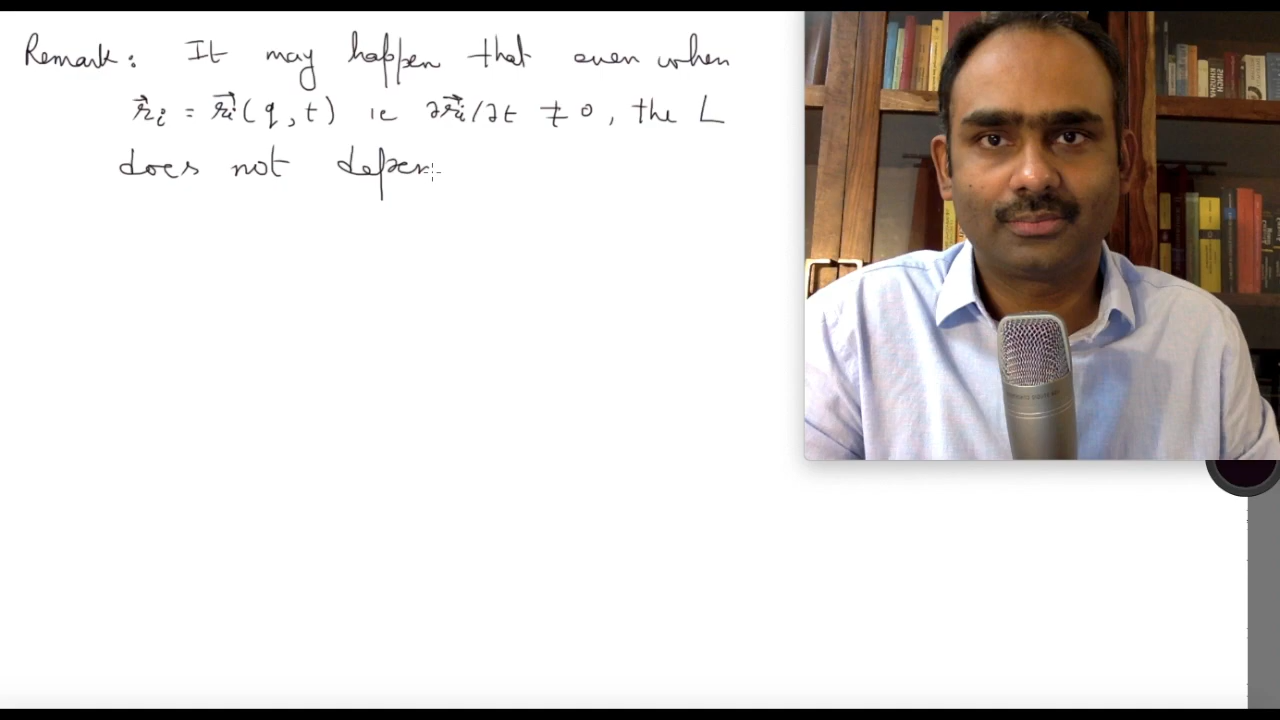 Remark: It may happen that even when
r⃗ᵢ = r⃗ᵢ(q, t) ie ∂r⃗ᵢ/∂t ≠ 0, the L
does not depen